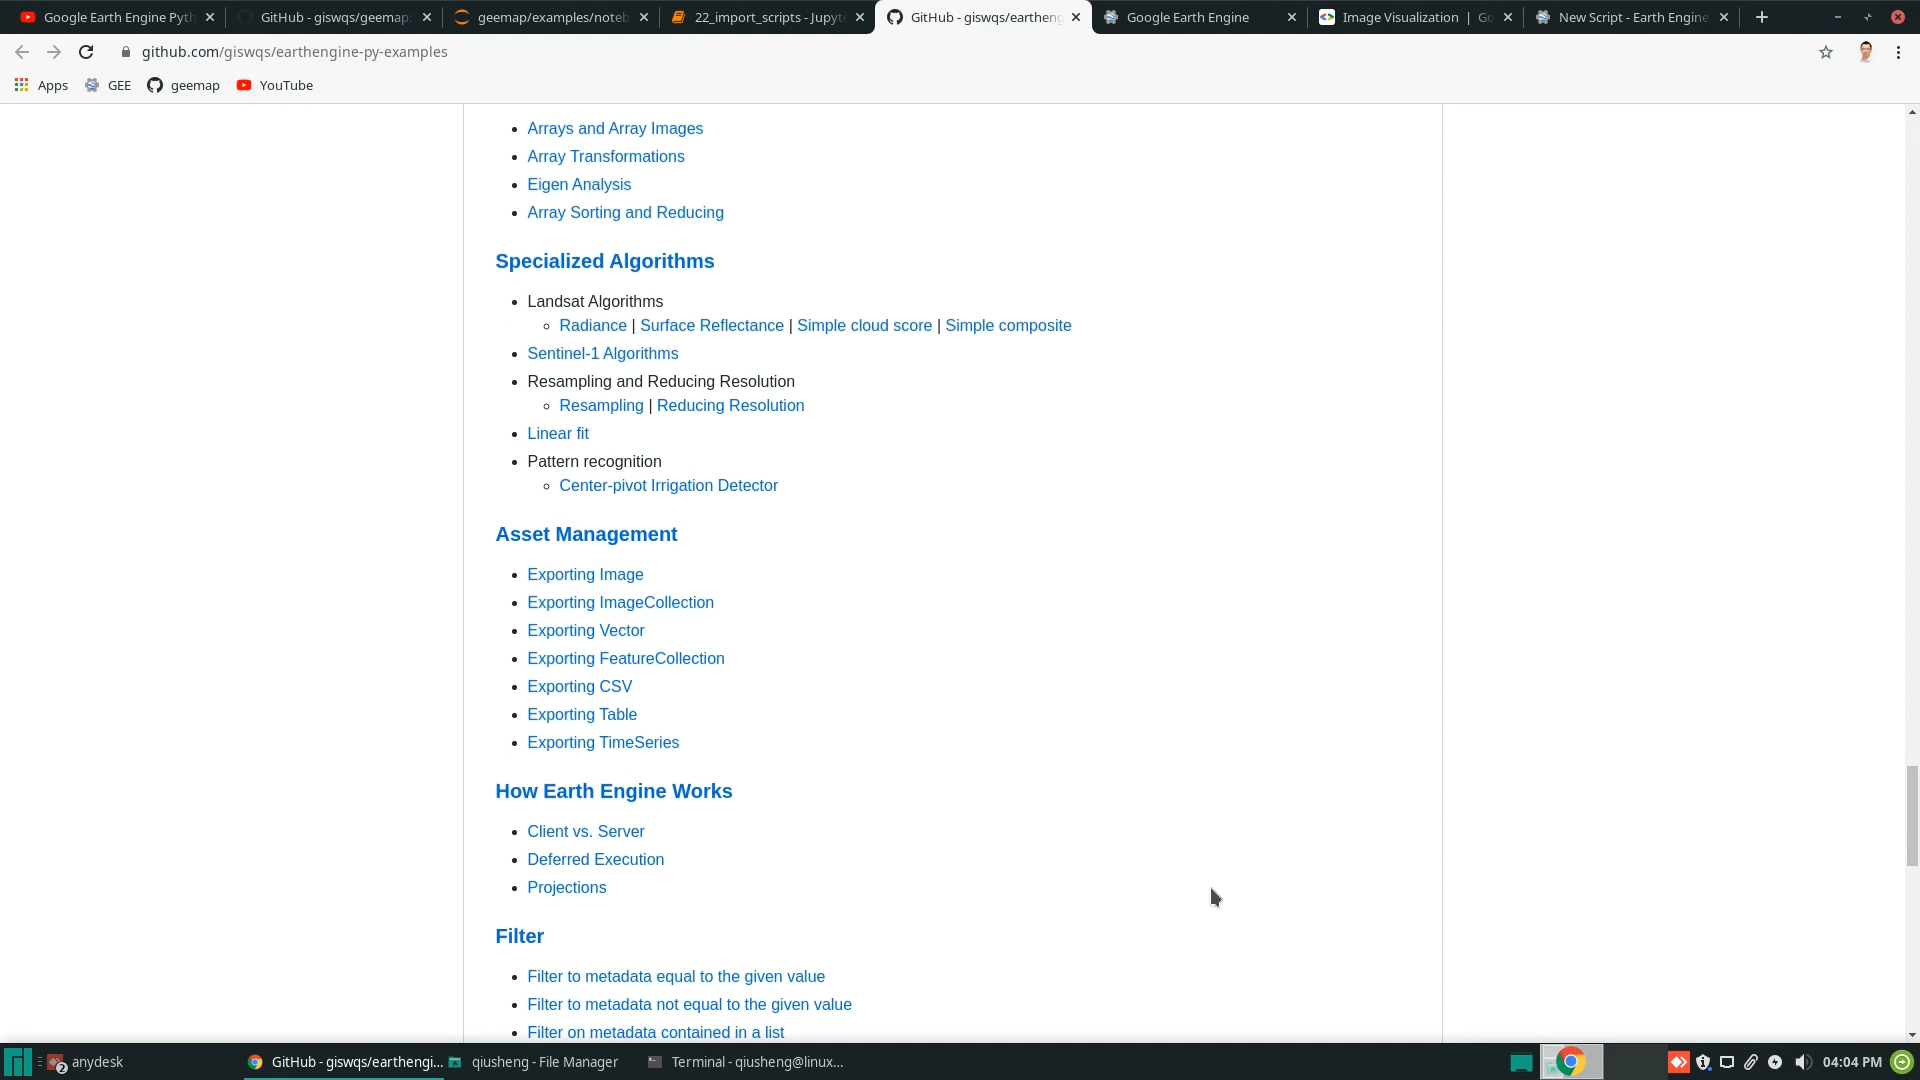 Google Earth Engine Pyth
GitHub - giswqs/geemap:
geemap/examples/noteb
22_import_scripts - Jupyte
GitHub - giswqs/eartheng
Google Earth Engine
Image Visualization | Go
New Script - Earth Engine
github.com/giswqs/earthengine-py-examples
Apps
GEE
geemap
YouTube
Arrays and Array Images
Array Transformations
Eigen Analysis
Array Sorting and Reducing
Specialized Algorithms
Landsat Algorithms
Radiance | Surface Reflectance | Simple cloud score | Simple composite
Sentinel-1 Algorithms
Resampling and Reducing Resolution
Resampling | Reducing Resolution
Linear fit
Pattern recognition
Center-pivot Irrigation Detector
Asset Management
Exporting Image
Exporting ImageCollection
Exporting Vector
Exporting FeatureCollection
Exporting CSV
Exporting Table
Exporting TimeSeries
How Earth Engine Works
Client vs. Server
Deferred Execution
Projections
Filter
Filter to metadata equal to the given value
Filter to metadata not equal to the given value
Filter on metadata contained in a list
2
anydesk
GitHub - giswqs/earthengi...
qiusheng - File Manager
Terminal - qiusheng@linux...
04:04 PM